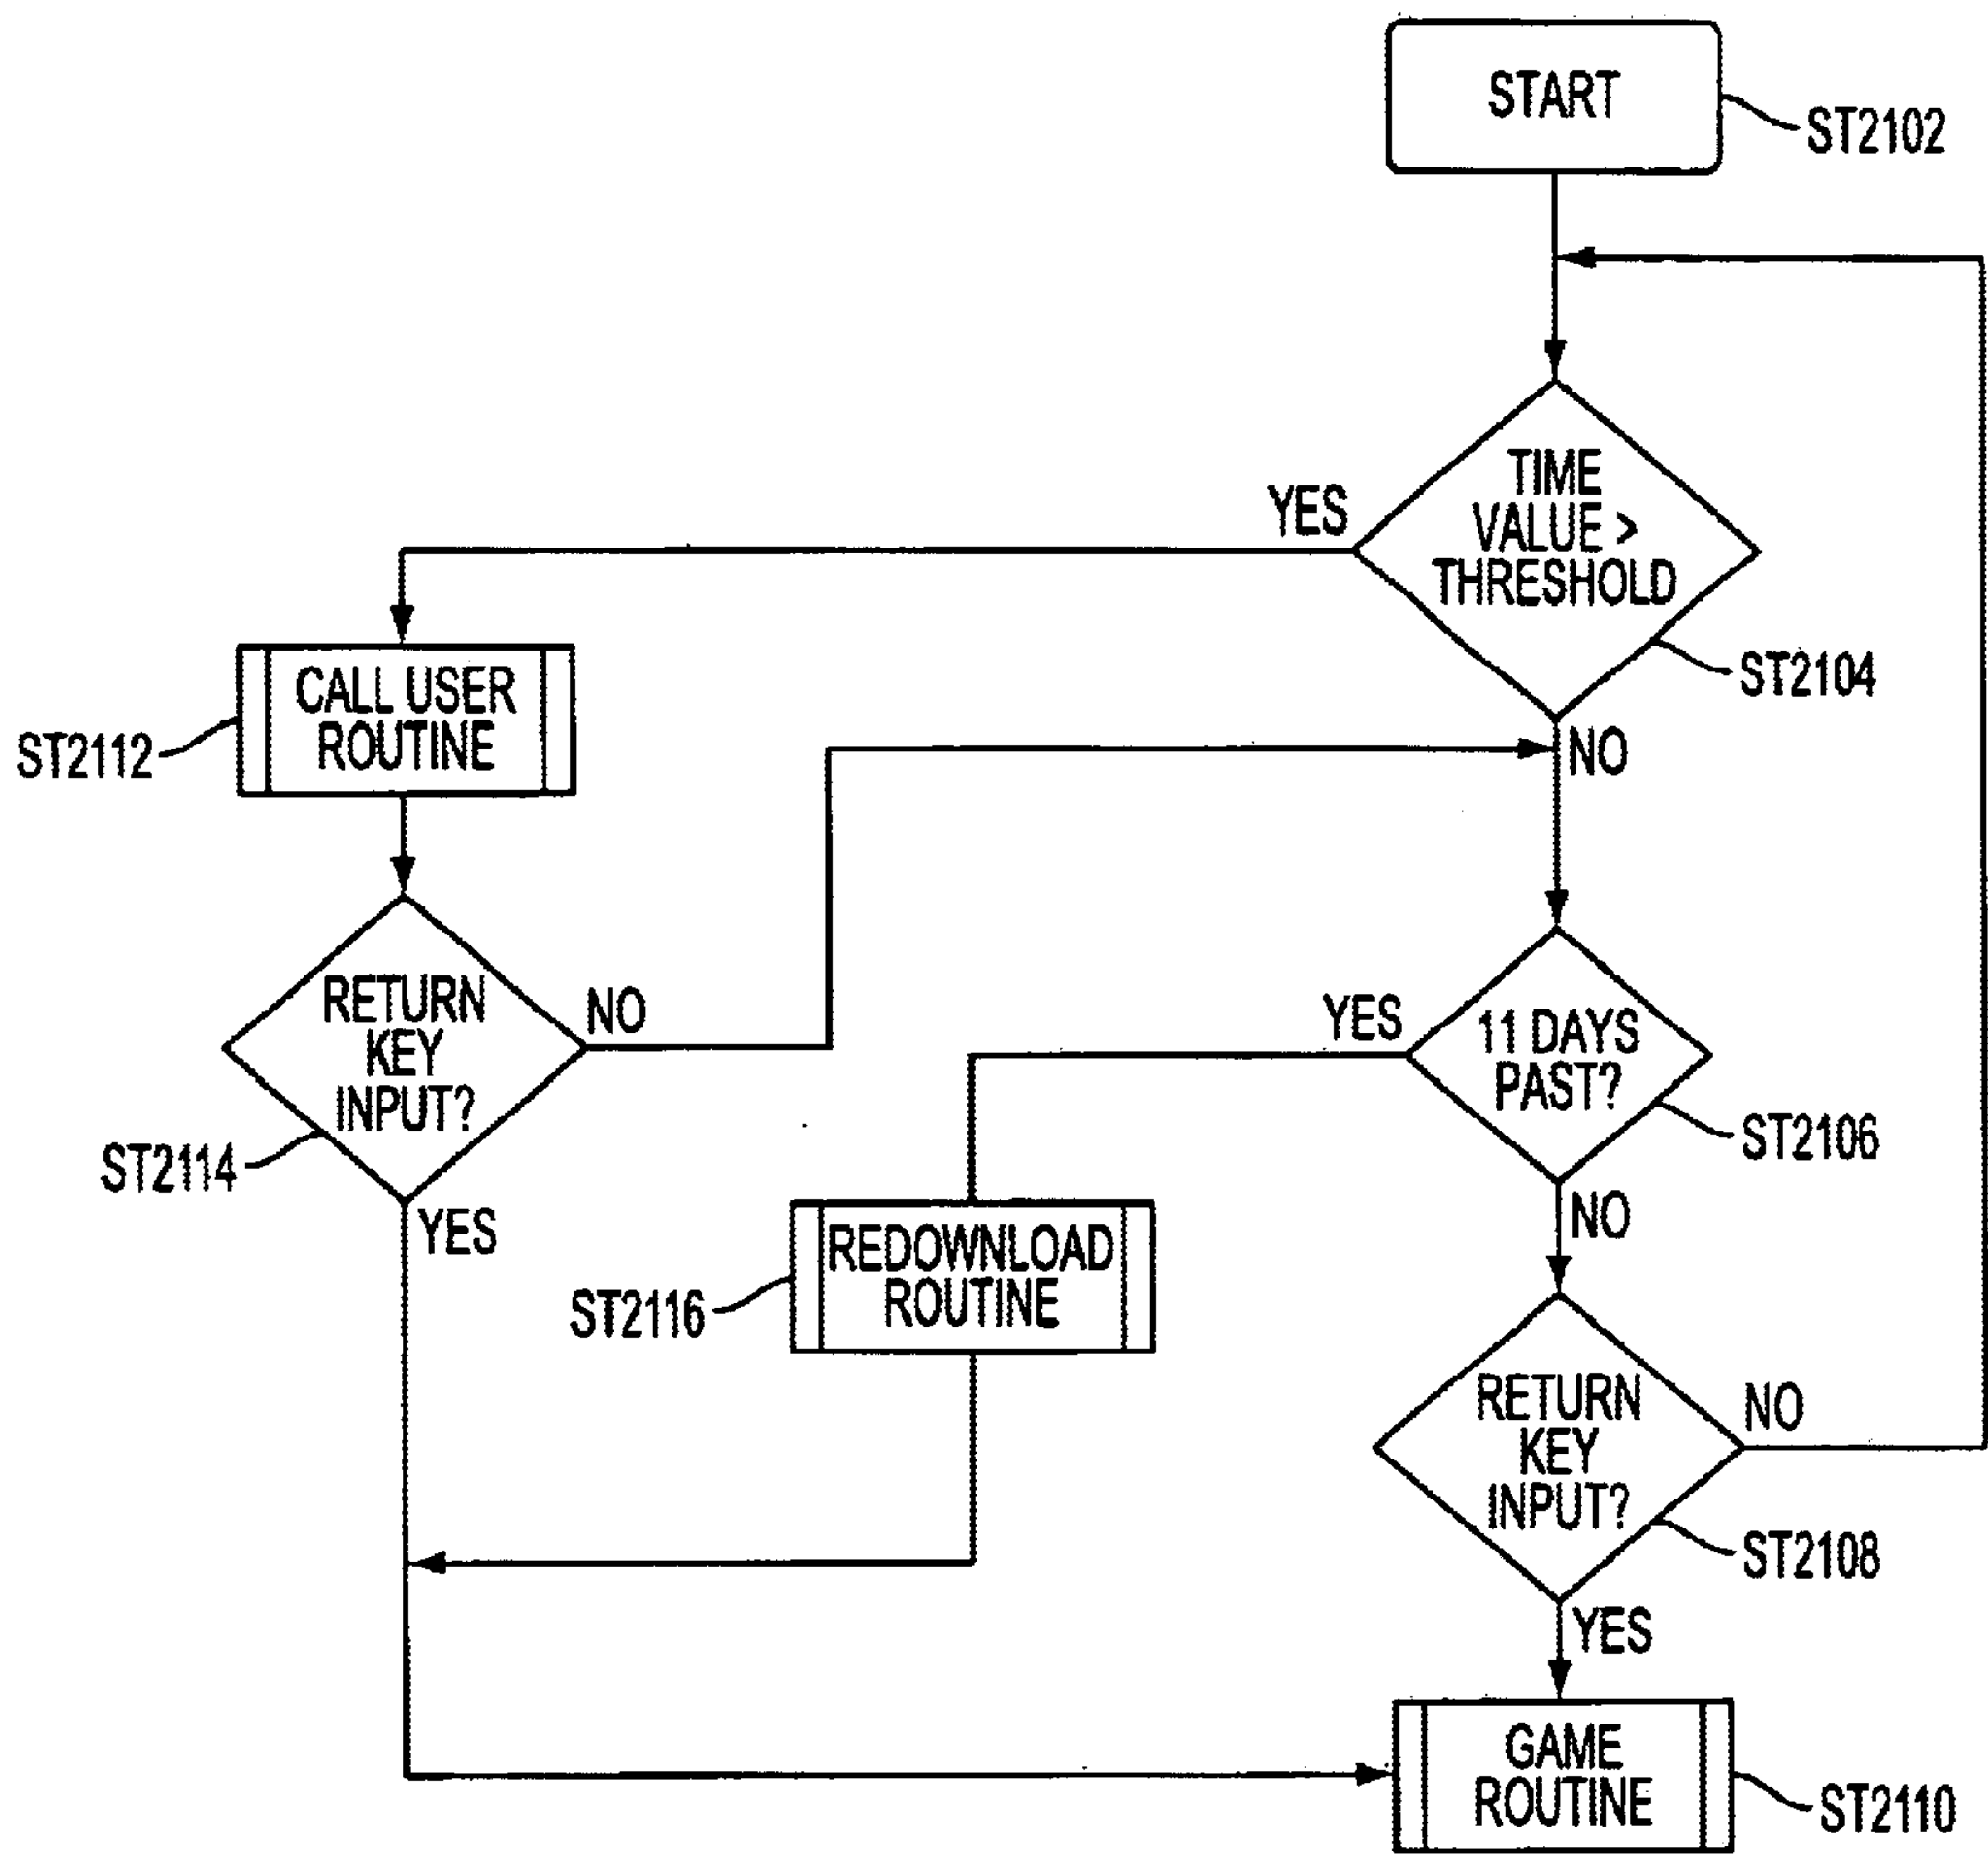 START
ST2102
TIME
VALUE >
THRESHOLD
YES
ST2104
NO
CALL USER
ROUTINE
ST2112
RETURN
KEY
INPUT?
NO
ST2114
YES
11 DAYS
PAST?
YES
ST2106
NO
REDOWNLOAD
ROUTINE
ST2116
RETURN
KEY
INPUT?
NO
ST2108
YES
GAME
ROUTINE
ST2110